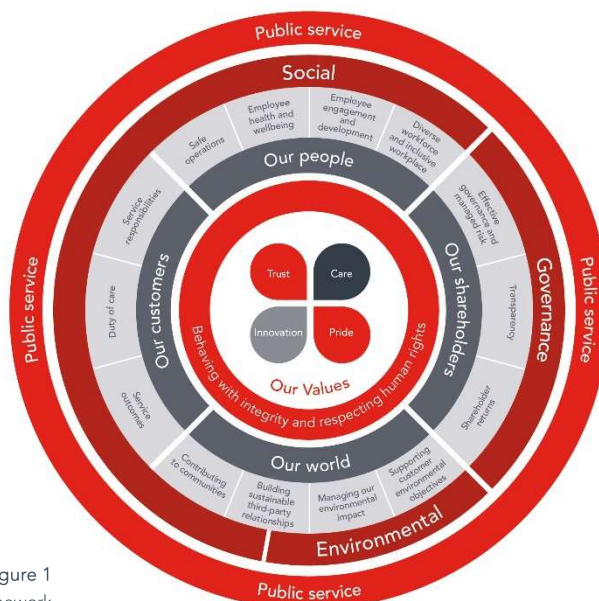 Public service
Social
Safe
operations
Employee
health and
wellbeing
Employee
engagement
and
development
Diverse
workforce
and inclusive
workplace
Our people
Public service
Service
responsibilities
Duty of care
Service
outcomes
Our customers
Trust
Care
Innovation
Pride
Our Values
Behaving with integrity and respecting human rights
Our shareholders
Effective
governance and
managed risk
Transparency
Shareholder
returns
Governance
Public service
Our world
Contributing
to communities
Building
sustainable
third-party
relationships
Managing our
environmental
impact
Supporting
customer
environmental
objectives
Environmental
Public service
gure 1